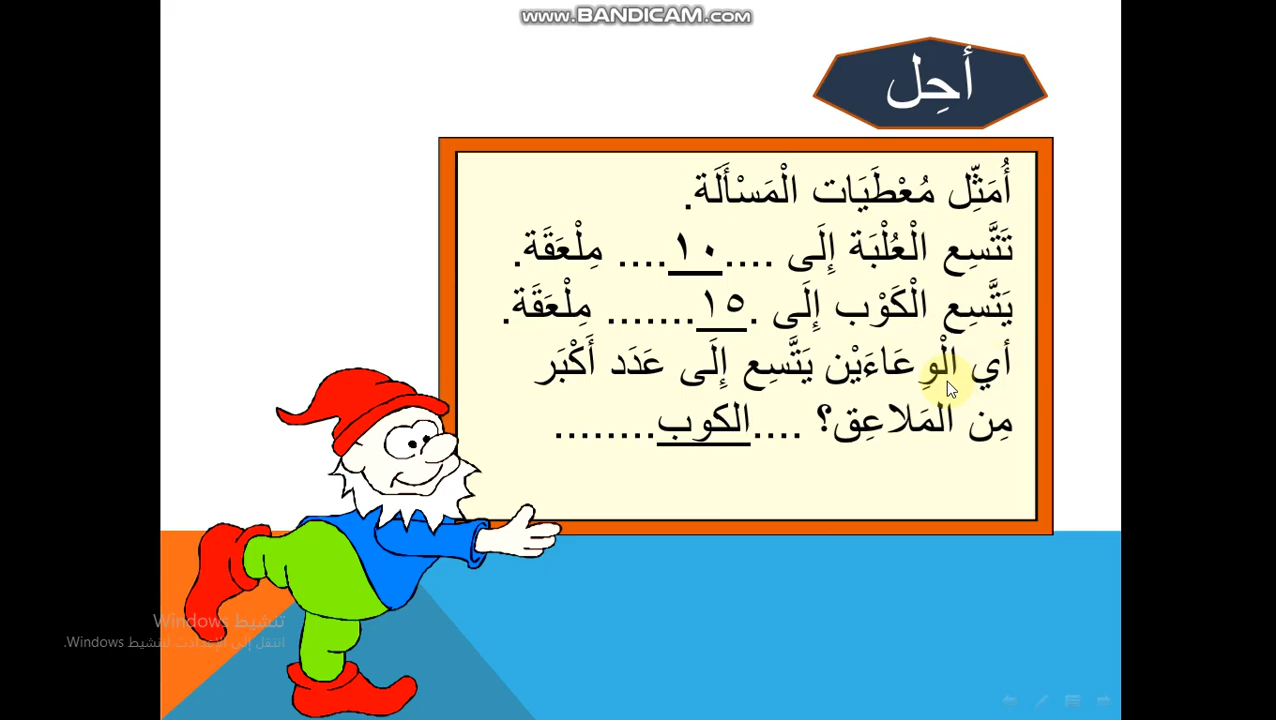 www.BANDICAM.com
أَحِل
أُمَثِّل مُعْطَيَات الْمَسْأَلَة.
تَتَّسِع الْعُلْبَة إِلَى ....١٠.... مِلْعَقَة.
يَتَّسِع الْكَوْب إِلَى .١٥....... مِلْعَقَة.
أي الْوِعَاءَيْن يَتَّسِع إِلَى عَدَد أَكْبَر
مِن الْمَلاعِق؟ ....الكوب........
تنشيط Windows
انتقل إلى الإعدادات لتنشيط Windows.